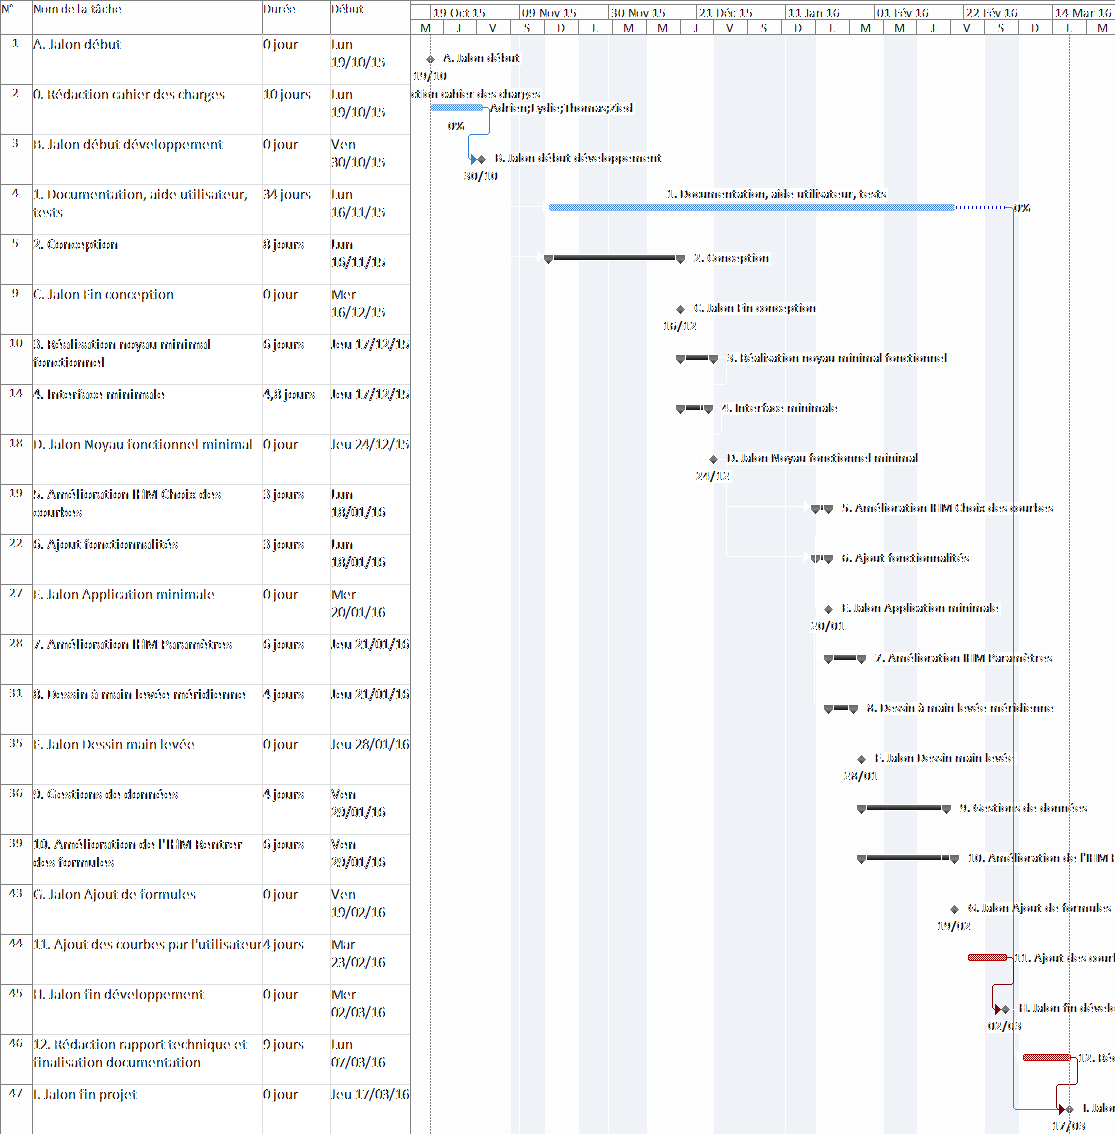 N° Nom de la tâche Durée Début
19 Oct 15 09 Nov 15 30 Nov 15 21 Déc 15 11 Jan 16 01 Fév 16 22 Fév 16 14 Mar 16
M J V S D L M M J V S D L M M J V S D L M
1 A. Jalon début 0 jour Lun
19/10/15
A. Jalon début
19/10
2 0. Rédaction cahier des charges 10 jours Lun
19/10/15
ction cahier des charges
Adrien;Lydie;Thomas;Zied
0%
3 B. Jalon début développement 0 jour Ven
30/10/15
B. Jalon début développement
30/10
4 1. Documentation, aide utilisateur,
tests
34 jours Lun
16/11/15
1. Documentation, aide utilisateur, tests
0%
5 2. Conception 8 jours Lun
16/11/15
2. Conception
9 C. Jalon Fin conception 0 jour Mer
16/12/15
C. Jalon Fin conception
16/12
10 3. Réalisation noyau minimal
fonctionnel
6 jours Jeu 17/12/15
3. Réalisation noyau minimal fonctionnel
14 4. Interface minimale 4,8 jours Jeu 17/12/15
4. Interface minimale
18 D. Jalon Noyau fonctionnel minimal 0 jour Jeu 24/12/15
D. Jalon Noyau fonctionnel minimal
24/12
19 5. Amélioration IHM Choix des
courbes
3 jours Lun
18/01/16
5. Amélioration IHM Choix des courbes
22 6. Ajout fonctionnalités 3 jours Lun
18/01/16
6. Ajout fonctionnalités
27 E. Jalon Application minimale 0 jour Mer
20/01/16
E. Jalon Application minimale
20/01
28 7. Amélioration IHM Paramètres 6 jours Jeu 21/01/16
7. Amélioration IHM Paramètres
31 8. Dessin à main levée méridienne 4 jours Jeu 21/01/16
8. Dessin à main levée méridienne
35 F. Jalon Dessin main levée 0 jour Jeu 28/01/16
F. Jalon Dessin main levée
28/01
36 9. Gestions de données 4 jours Ven
29/01/16
9. Gestions de données
39 10. Amélioration de l'IHM Rentrer
des formules
6 jours Ven
29/01/16
10. Amélioration de l'IHM R
43 G. Jalon Ajout de formules 0 jour Ven
19/02/16
G. Jalon Ajout de formules
19/02
44 11. Ajout des courbes par l'utilisateur 4 jours Mar
23/02/16
11. Ajout des courb
45 H. Jalon fin développement 0 jour Mer
02/03/16
H. Jalon fin dévelo
02/03
46 12. Rédaction rapport technique et
finalisation documentation
9 jours Lun
07/03/16
12. Réd
47 I. Jalon fin projet 0 jour Jeu 17/03/16
I. Jalon
17/03